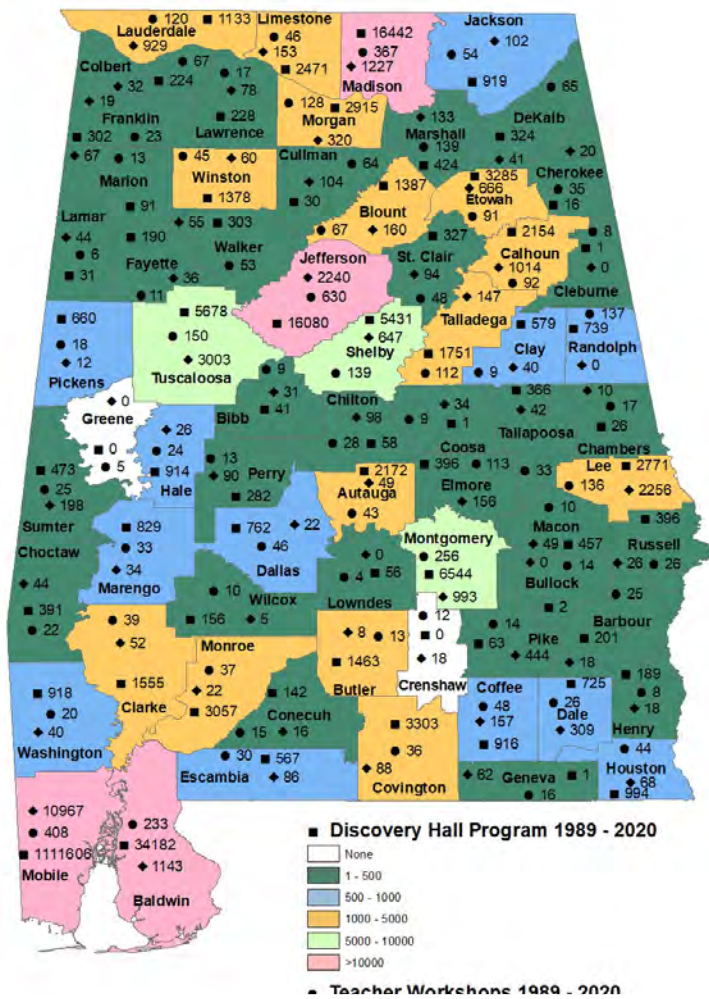 ● 120 ■ 1133
Lauderdale
◆ 929
Limestone
● 46
◆ 153
■ 2471
■ 16442
● 367
◆ 1227
Madison
Jackson
◆ 102
● 54
■ 919
Colbert
● 67
◆ 32 ■ 224
◆ 19
● 17
◆ 78
■ 228
Lawrence
Franklin
■ 302 ● 23
● 128 ■ 2915
Morgan
◆ 320
◆ 133
Marshall
● 139
■ 424
● 65
DeKalb
■ 324
◆ 41
◆ 20
Cherokee
● 35
■ 16
◆ 67 ● 13
Marion
■ 91
● 45 ◆ 60
Winston
■ 1378
Cullman
● 64
◆ 104
■ 30
■ 1387
Blount
● 67 ◆ 160
■ 3285
◆ 666
Etowah
● 91
Lamar
◆ 44
● 6
■ 31
■ 190
Fayette
◆ 36
● 11
◆ 55 ■ 303
Walker
● 53
Jefferson
◆ 2240
● 630
■ 16080
■ 327
St. Clair
◆ 94
● 48
■ 2154
Calhoun
◆ 1014
● 92
● 8
■ 1
◆ 0
Cleburne
■ 660
● 18
◆ 12
Pickens
■ 5678
● 150
◆ 3003
Tuscaloosa
■ 5431
◆ 647
Shelby
● 139
◆ 147
Talladega
■ 1751
● 112
■ 579
Clay
● 9 ◆ 40
● 137
■ 739
Randolph
◆ 0
◆ 0
Greene
■ 0
● 5
◆ 26
● 24
■ 914
Hale
● 9
◆ 31
Bibb ■ 41
Chilton
◆ 98
● 28 ■ 58
◆ 34
● 9 ■ 1
Coosa
■ 366
◆ 42
Tallapoosa
● 33
◆ 10
● 17
■ 26
Chambers
■ 473
● 25
◆ 198
Sumter
● 13
◆ 90 Perry
■ 282
■ 2172
◆ 49
Autauga
● 43
■ 396 ● 113
Elmore
◆ 156
Lee ■ 2771
● 136 ◆ 2256
Choctaw
◆ 44
■ 391
● 22
■ 829
● 33
◆ 34
Marengo
■ 762 ◆ 22
● 46
Dallas
◆ 0
● 4 ■ 56
Lowndes
Montgomery
● 256
■ 6544
◆ 993
● 10
Macon
◆ 49 ■ 457
◆ 0 ● 14
Bullock
■ 2
■ 396
Russell
◆ 26 ● 26
● 10
Wilcox
■ 156 ◆ 5
● 39
◆ 52
■ 1555
Clarke
Monroe
● 37
◆ 22
■ 3057
◆ 8 ● 13
■ 1463
Butler
● 12
■ 0
◆ 18
Crenshaw
● 14
■ 63 Pike
◆ 444
● 25
Barbour
■ 201
◆ 18
■ 918
● 20
◆ 40
Washington
■ 142
Conecuh
● 15 ◆ 16
■ 3303
● 36
◆ 88
Covington
Coffee
● 48
◆ 157
■ 916
■ 725
● 26
Dale
◆ 309
■ 189
● 8
◆ 18
Henry
● 30 ■ 567
Escambia ◆ 86
◆ 62 ■ 1
Geneva
● 16
● 44
Houston
◆ 68
■ 994
◆ 10967
● 408
■ 1111606
Mobile
● 233
■ 34182
◆ 1143
Baldwin
■ Discovery Hall Program 1989 - 2020
None
1 - 500
500 - 1000
1000 - 5000
5000 - 10000
>10000
● Teacher Workshops 1989 - 2020